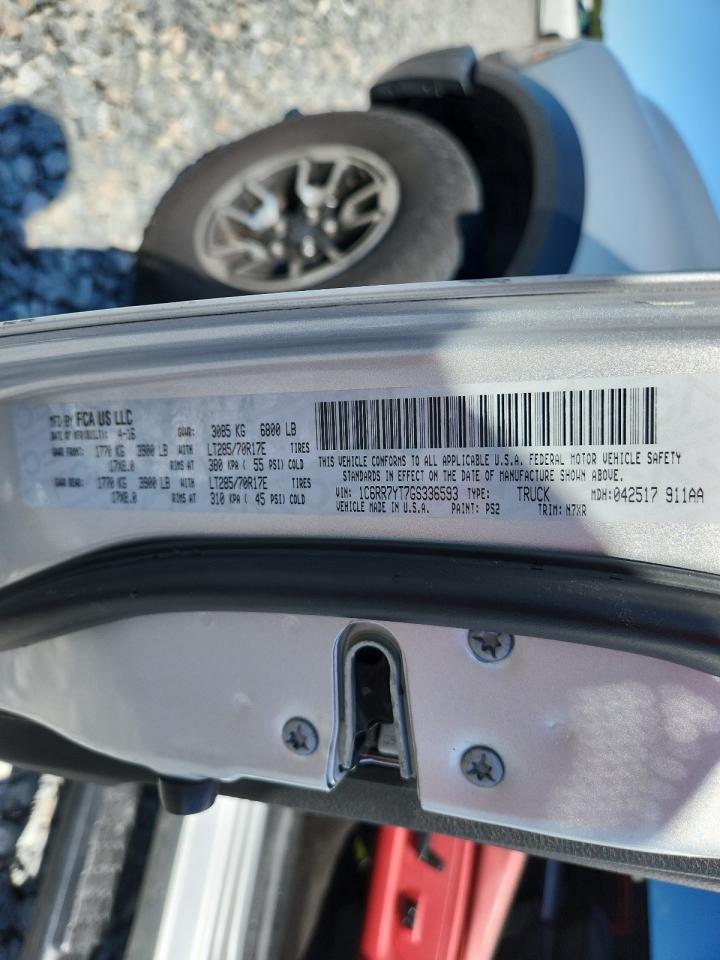 MFD BY FCA US LLC
DATE OF MFR(BUILT): 4-16 GVWR: 3085 KG 6800 LB
GAWR FRONT: 1770 KG 3900 LB WITH LT285/70R17E TIRES
17X8.0 RIMS AT 380 KPA ( 55 PSI) COLD
GAWR REAR: 1770 KG 3900 LB WITH LT285/70R17E TIRES
17X8.0 RIMS AT 310 KPA ( 45 PSI) COLD
THIS VEHICLE CONFORMS TO ALL APPLICABLE U.S.A. FEDERAL MOTOR VEHICLE SAFETY
STANDARDS IN EFFECT ON THE DATE OF MANUFACTURE SHOWN ABOVE.
VIN: 1C6RR7YT7GS336593 TYPE: TRUCK MDH:042517 911AA
VEHICLE MADE IN U.S.A. PAINT: PS2 TRIM: N7XR